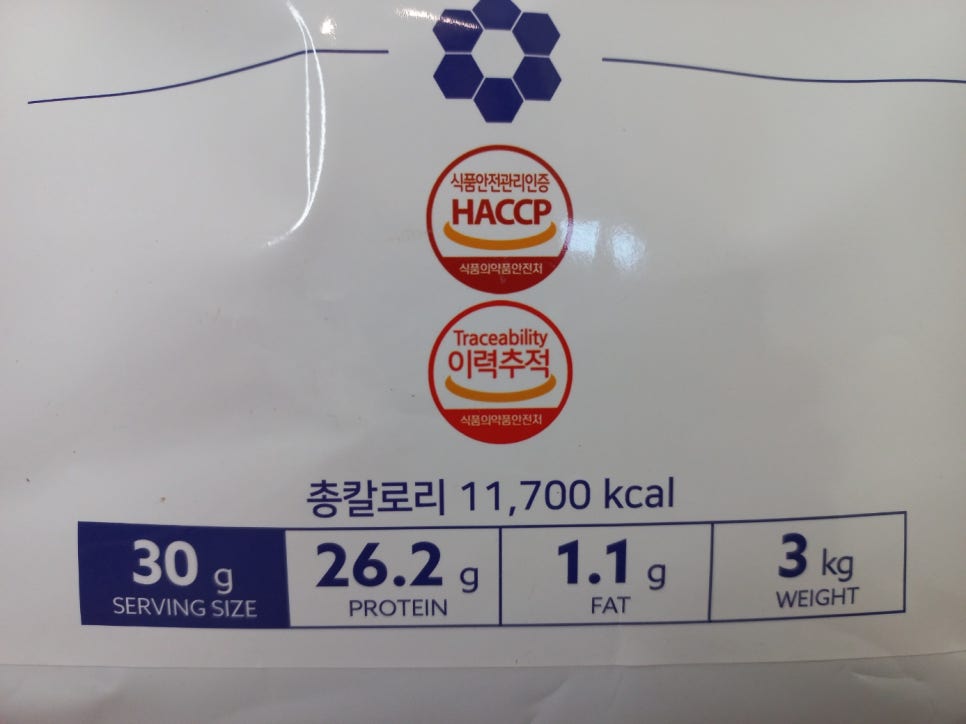 식품안전관리인증
HACCP
식품의약품안전처
Traceability
이력추적
식품의약품안전처
총칼로리 11,700 kcal
30 g 26.2 g 1.1 g 3 kg
SERVING SIZE PROTEIN FAT WEIGHT